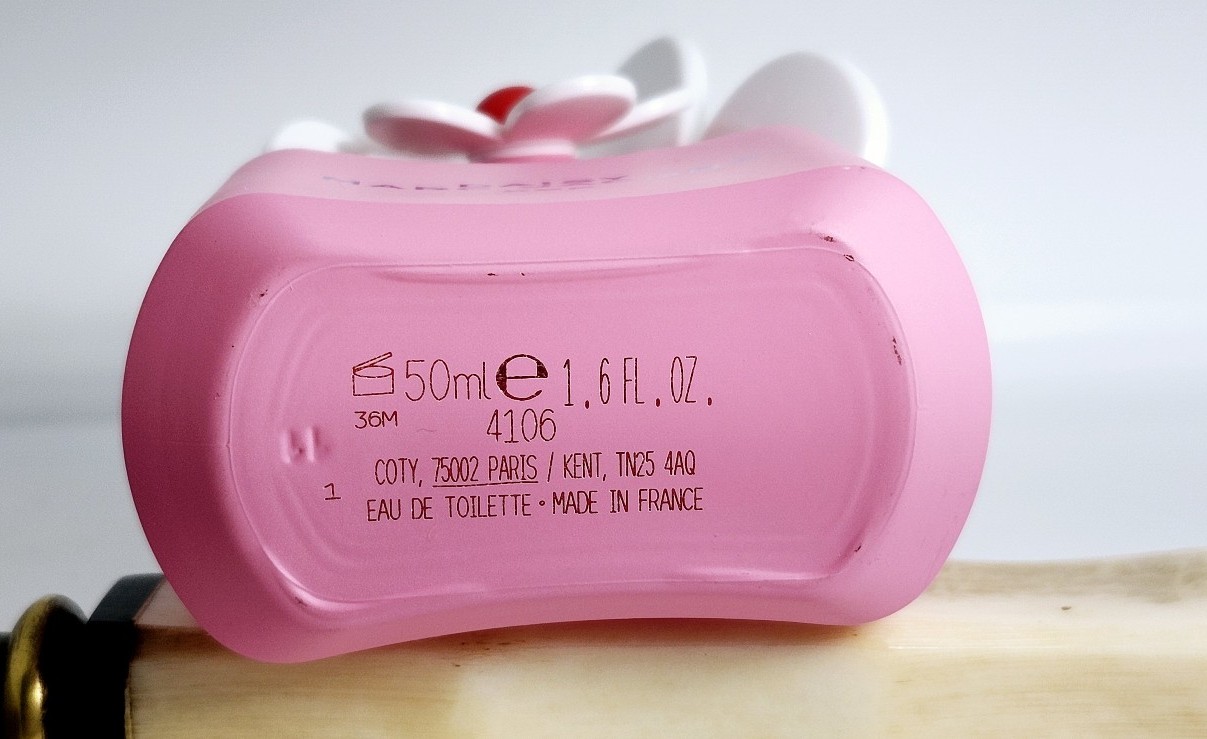 50ml e 1.6 FL.OZ.
36M
4106
COTY, 75002 PARIS / KENT, TN25 4AQ
1
EAU DE TOILETTE • MADE IN FRANCE